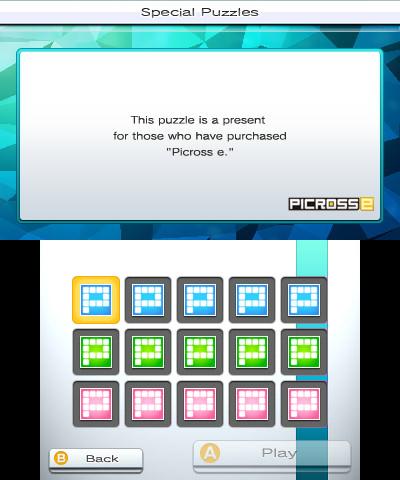 Special Puzzles
This puzzle is a present
for those who have purchased
"Picross e."
PICROSS e
B Back
A Play